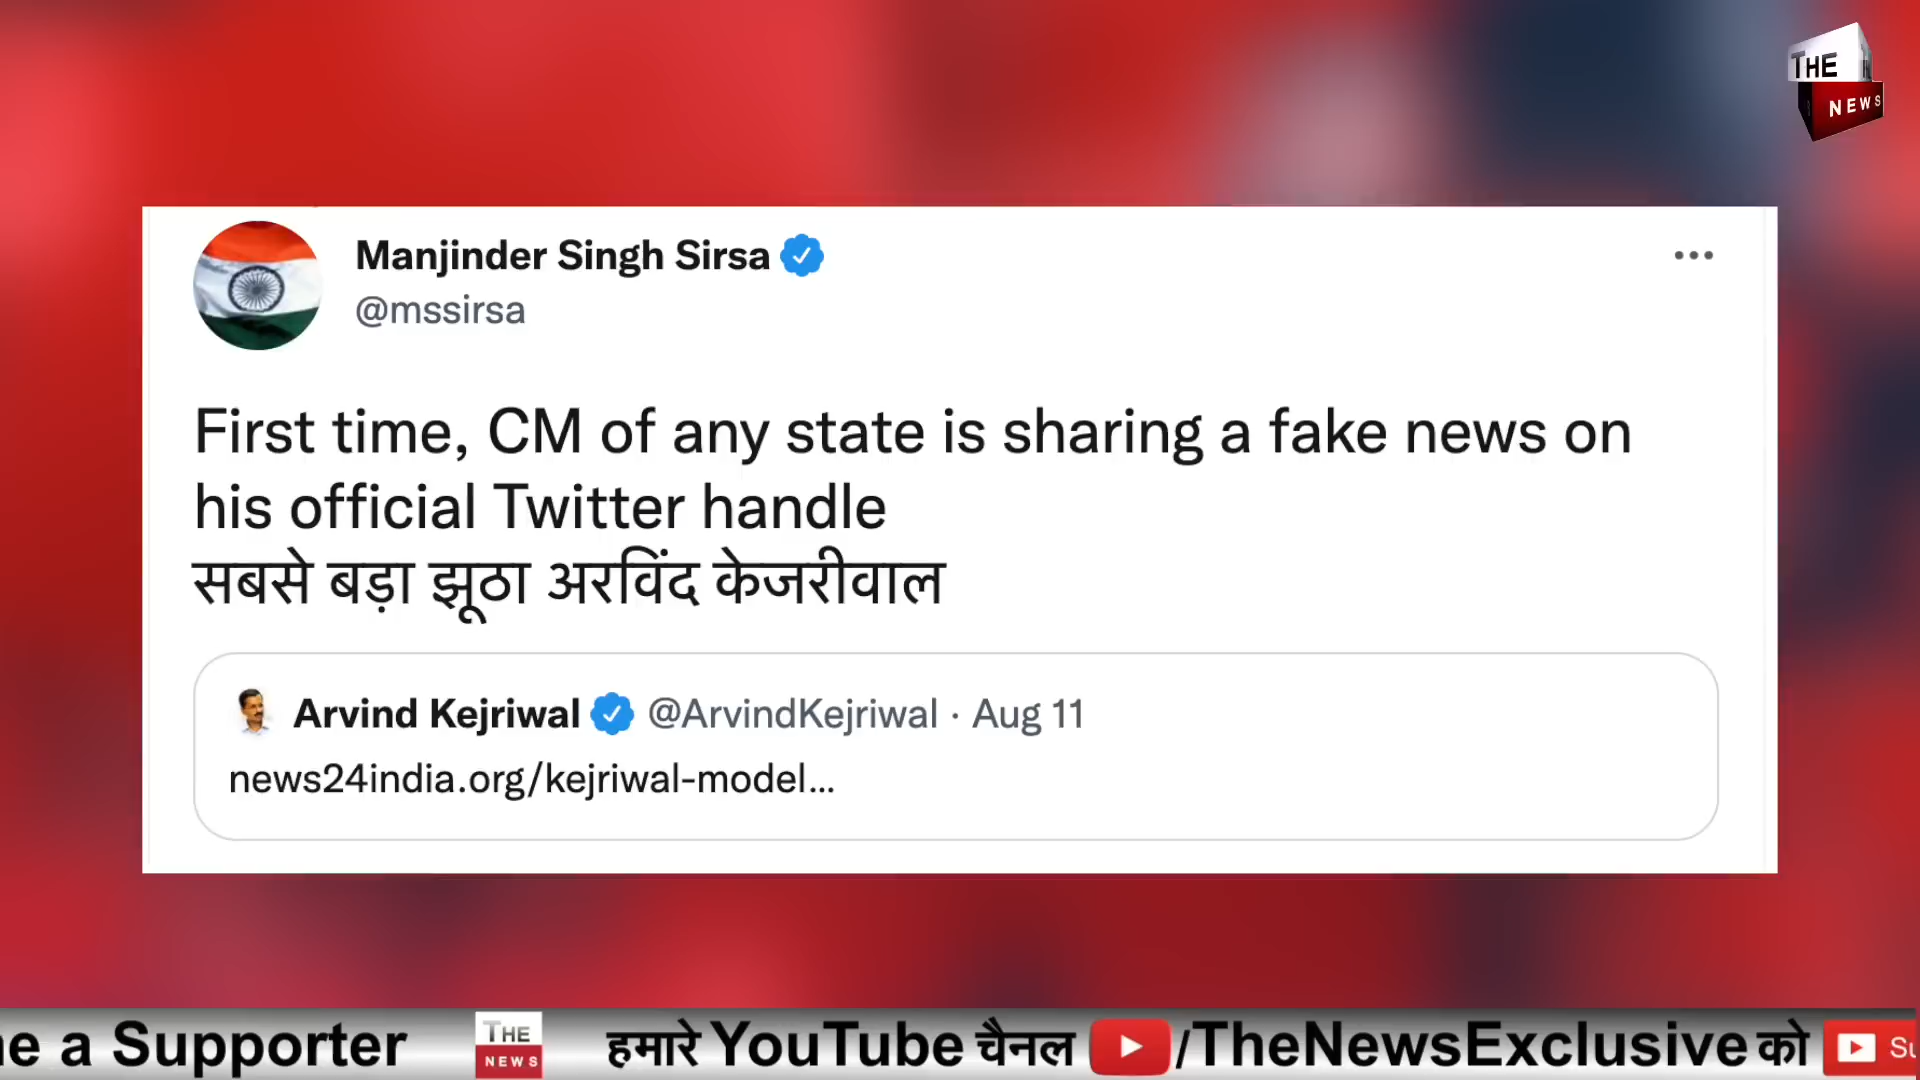 THE
NEWS
Manjinder Singh Sirsa
@mssirsa
First time, CM of any state is sharing a fake news on
his official Twitter handle
सबसे बड़ा झूठा अरविंद केजरीवाल
Arvind Kejriwal @ArvindKejriwal · Aug 11
news24india.org/kejriwal-model...
a Supporter THE NEWS हमारे YouTube चैनल /TheNewsExclusive को